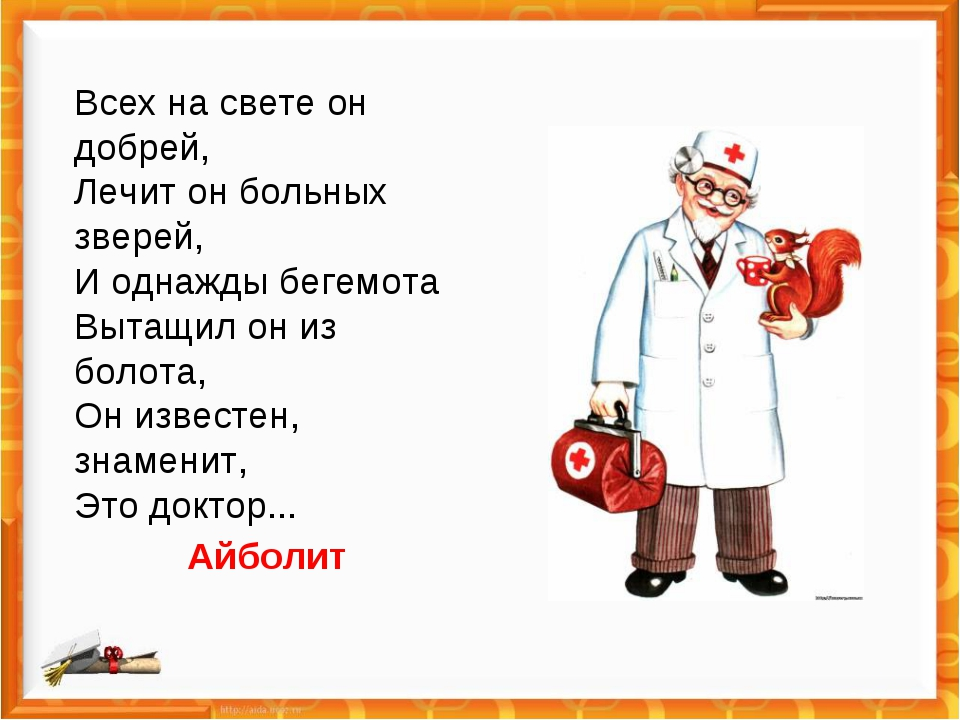 Всех на свете он
добрей,
Лечит он больных
зверей,
И однажды бегемота
Вытащил он из
болота,
Он известен,
знаменит,
Это доктор...
Айболит